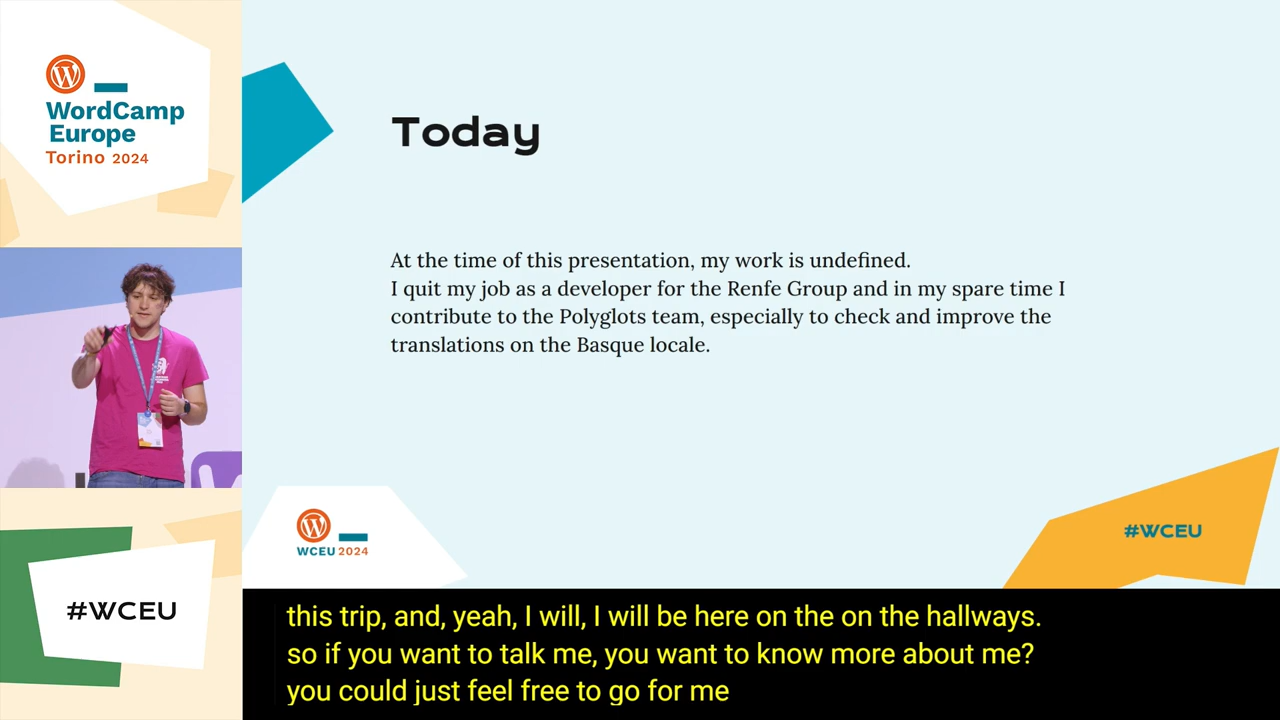 WordCamp
Europe
Torino 2024
Today
At the time of this presentation, my work is undefined.
I quit my job as a developer for the Renfe Group and in my spare time I
contribute to the Polyglots team, especially to check and improve the
translations on the Basque locale.
WCEU 2024
#WCEU
#WCEU
this trip, and, yeah, I will, I will be here on the on the hallways.
so if you want to talk me, you want to know more about me?
you could just feel free to go for me